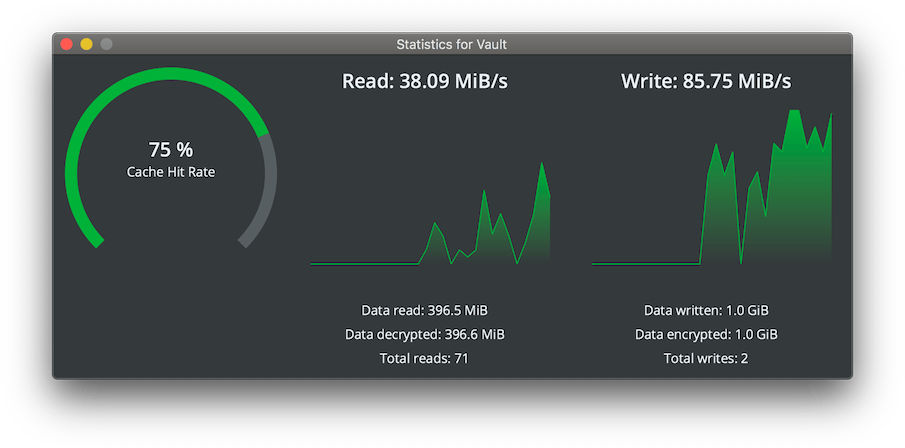 Statistics for Vault
75 %
Cache Hit Rate
Read: 38.09 MiB/s
Data read: 396.5 MiB
Data decrypted: 396.6 MiB
Total reads: 71
Write: 85.75 MiB/s
Data written: 1.0 GiB
Data encrypted: 1.0 GiB
Total writes: 2